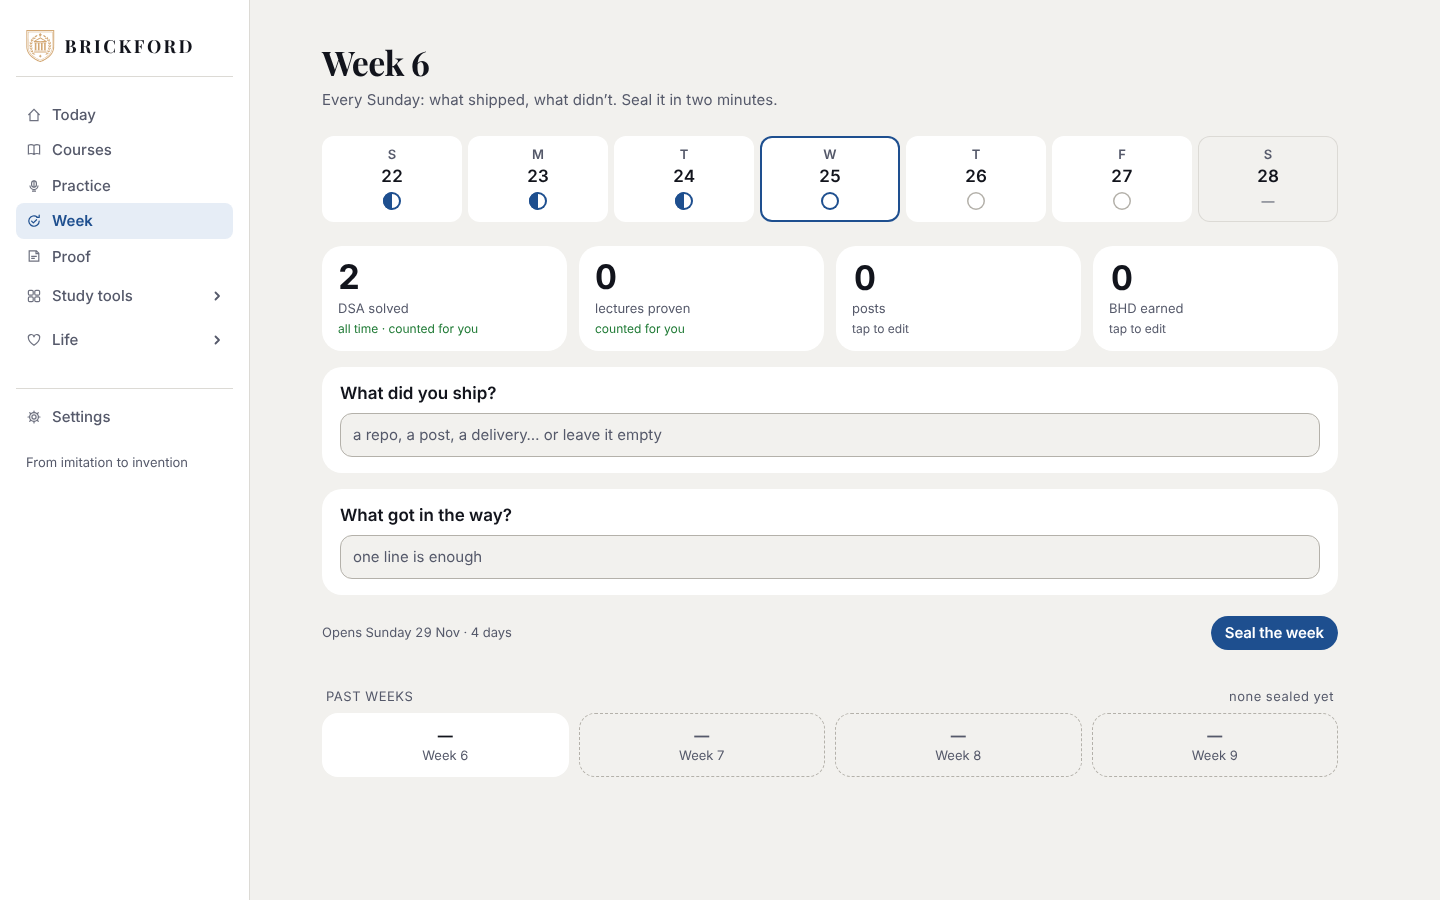 BRICKFORD
Today
Courses
Practice
Week
Proof
Study tools
Life
Settings
From imitation to invention
Week 6
Every Sunday: what shipped, what didn’t. Seal it in two minutes.
S M T W T F S
22 23 24 25 26 27 28
—
2
DSA solved
all time · counted for you
0
lectures proven
counted for you
0
posts
tap to edit
0
BHD earned
tap to edit
What did you ship?
a repo, a post, a delivery... or leave it empty
What got in the way?
one line is enough
Opens Sunday 29 Nov · 4 days
Seal the week
PAST WEEKS
none sealed yet
— — — —
Week 6 Week 7 Week 8 Week 9